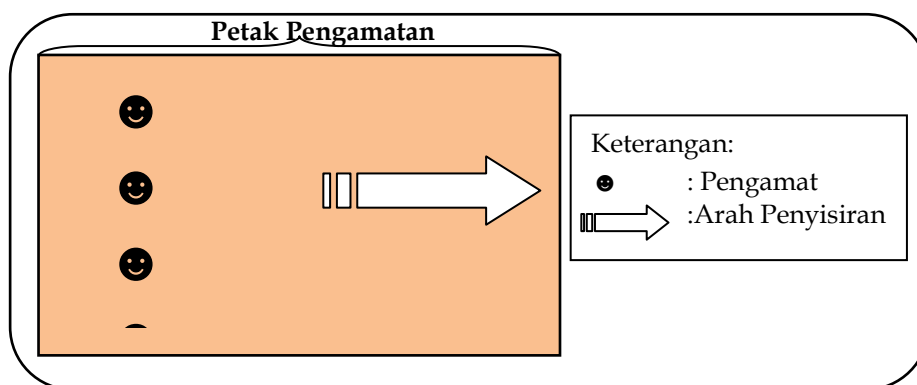 Petak Pengamatan
Keterangan:
: Pengamat
:Arah Penyisiran